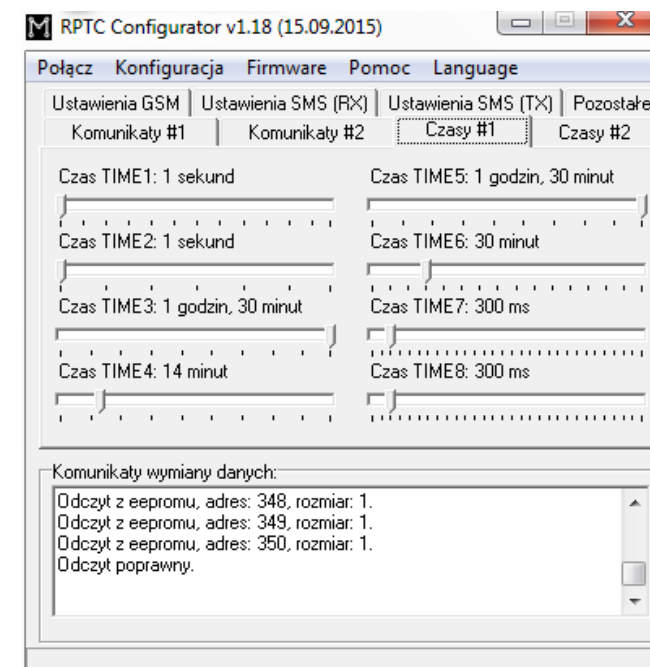 RPTC Configurator v1.18 (15.09.2015)
Połącz Konfiguracja Firmware Pomoc Language
Ustawienia GSM Ustawienia SMS (RX) Ustawienia SMS (TX) Pozostałe
Komunikaty #1 Komunikaty #2 Czasy #1 Czasy #2
Czas TIME1: 1 sekund
Czas TIME2: 1 sekund
Czas TIME3: 1 godzin, 30 minut
Czas TIME4: 14 minut
Czas TIME5: 1 godzin, 30 minut
Czas TIME6: 30 minut
Czas TIME7: 300 ms
Czas TIME8: 300 ms
Komunikaty wymiany danych:
Odczyt z eepromu, adres: 348, rozmiar: 1.
Odczyt z eepromu, adres: 349, rozmiar: 1.
Odczyt z eepromu, adres: 350, rozmiar: 1.
Odczyt poprawny.